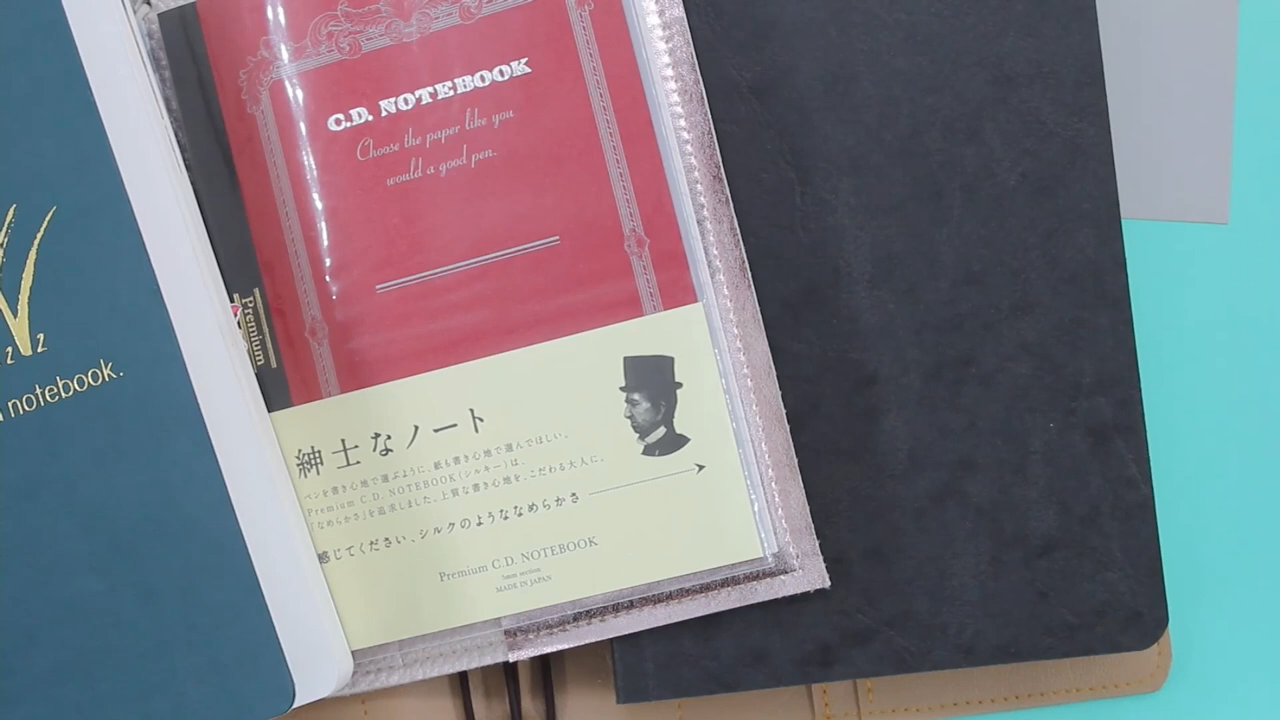 C.D. NOTEBOOK
Choose the paper like you
would a good pen.
Premium
2 2
notebook.
紳士なノート
ペンを書き心地で選ぶように、紙も書き心地で選んでほしい。
Premium C.D. NOTEBOOK（シルキー）は、
「なめらかさ」を追求しました。上質な書き心地を、こだわる大人に。
感じてください、シルクのようななめらかさ
Premium C.D. NOTEBOOK
5mm section
MADE IN JAPAN